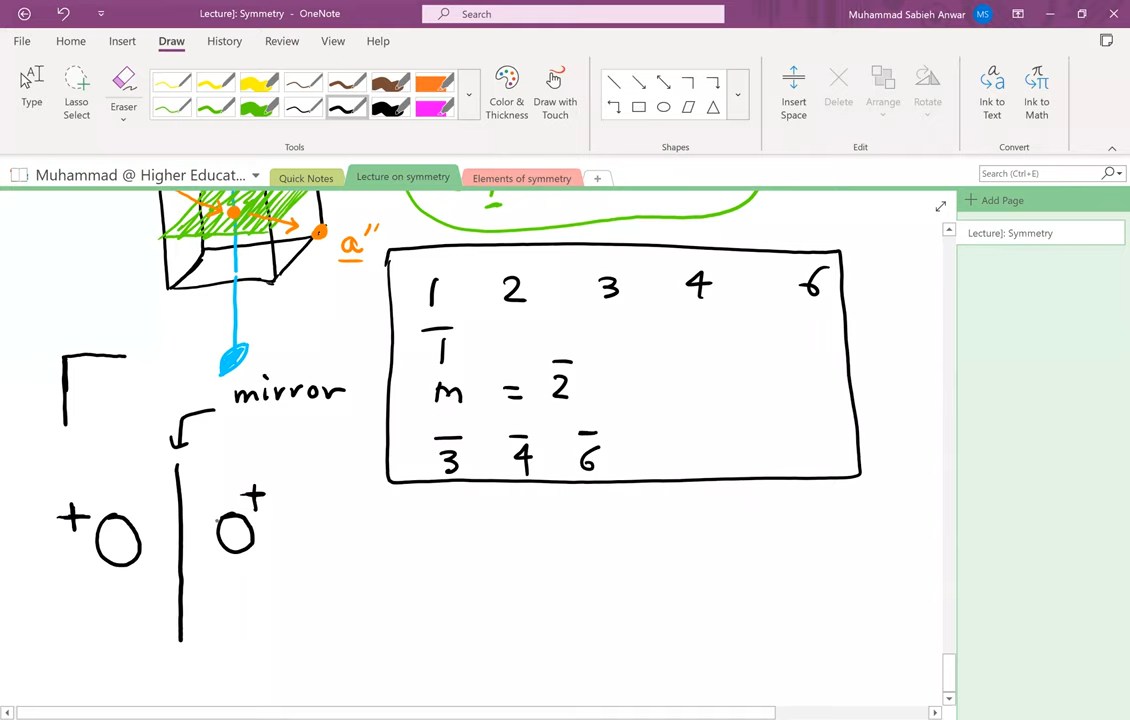 Lecture]: Symmetry - OneNote
Search
Muhammad Sabieh Anwar
MS
File Home Insert Draw History Review View Help
Type
Lasso Select
Eraser
Color & Thickness
Draw with Touch
Insert Space
Delete
Arrange
Rotate
a Ink to Text
π Ink to Math
Tools
Shapes
Edit
Convert
Muhammad @ Higher Educat...
Quick Notes
Lecture on symmetry
Elements of symmetry
+
Search (Ctrl+E)
Add Page
Lecture]: Symmetry
a''
1 2 3 4 6
1̅
m = 2̅
3̅ 4̅ 6̅
mirror
+ O | O +